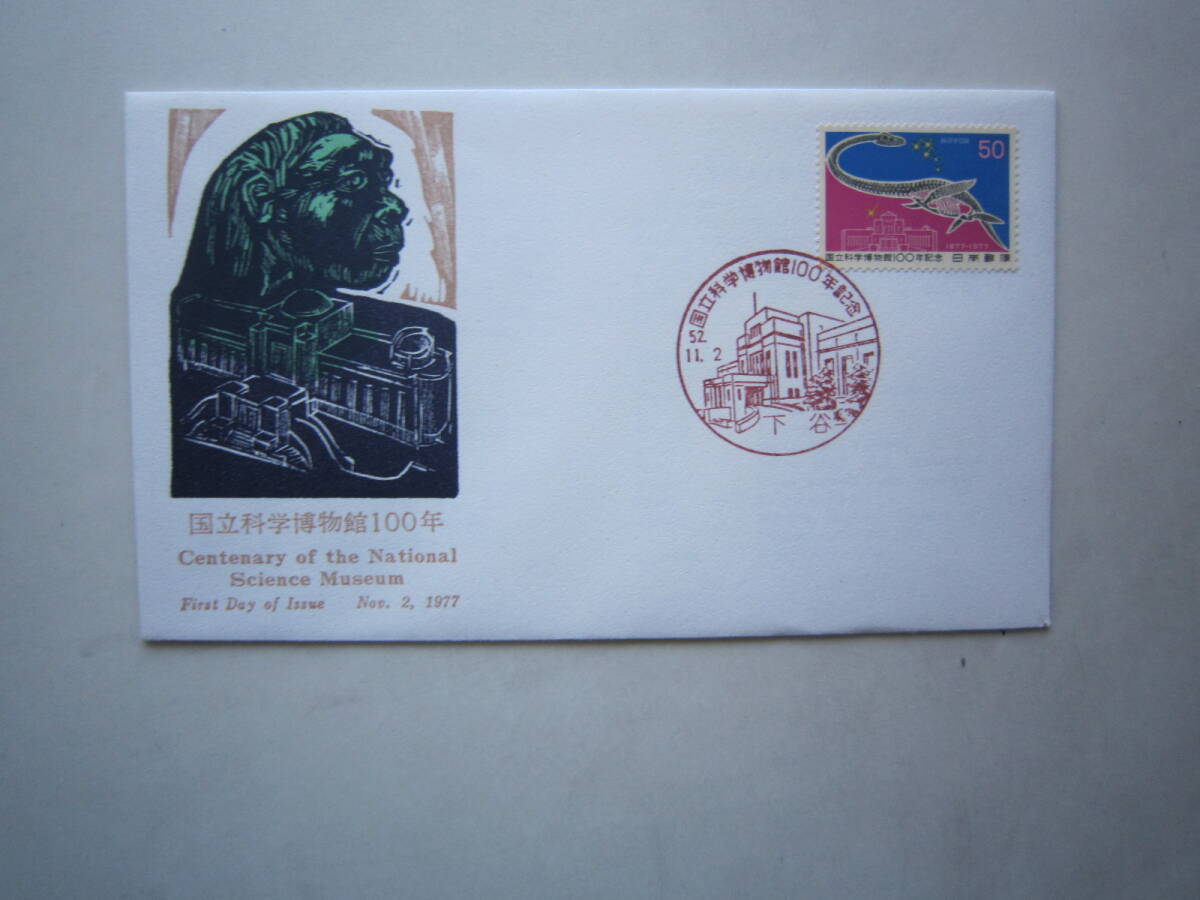 国立科学博物館100年
Centenary of the National
Science Museum
First Day of Issue Nov. 2, 1977
NIPPON 50
1877-1977
国立科学博物館100年記念 日本郵便
国立科学博物館100年記念
52.
11. 2
下谷